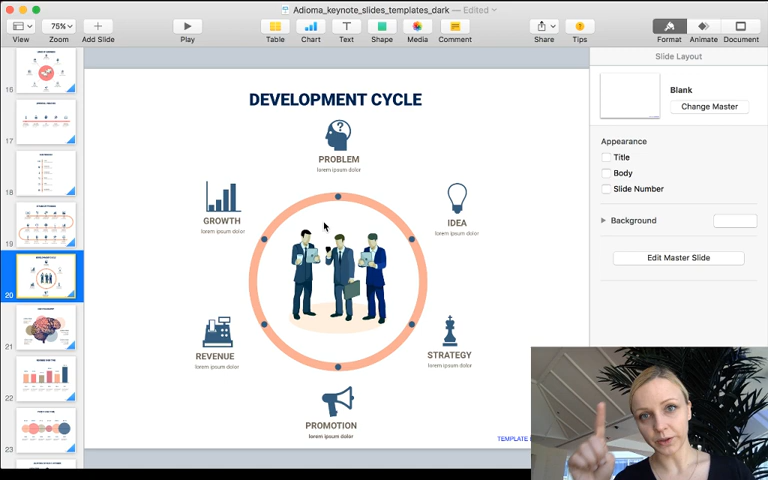 Adioma_keynote_slides_templates_dark — Edited
75%
View Zoom Add Slide Play Table Chart Text Shape Media Comment Share Tips Format Animate Document
Slide Layout
Blank
Change Master
Appearance
Title
Body
Slide Number
Background
Edit Master Slide
16
17
18
19
20
21
22
23
DEVELOPMENT CYCLE
PROBLEM
lorem ipsum dolor
GROWTH
lorem ipsum dolor
IDEA
lorem ipsum dolor
REVENUE
lorem ipsum dolor
STRATEGY
lorem ipsum dolor
PROMOTION
lorem ipsum dolor
TEMPLATE